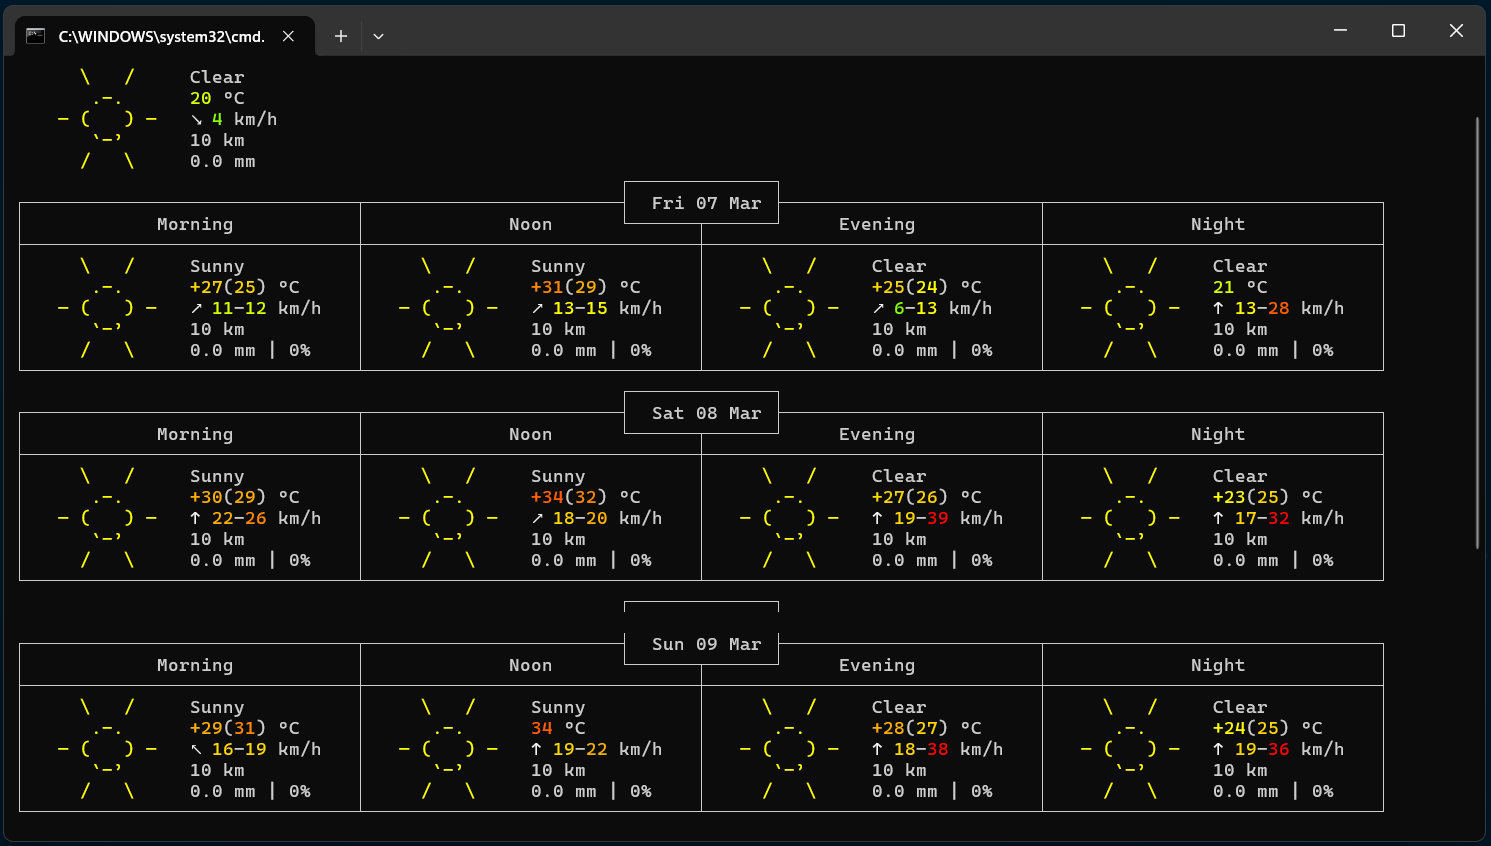 C:\WINDOWS\system32\cmd.
    \   /     Clear
     .-.      20 °C
  ― (   ) ―   ↘ 4 km/h
     `-’      10 km
    /   \     0.0 mm
Fri 07 Mar
Morning Noon Evening Night
    \   /     Sunny    \   /     Sunny    \   /     Clear    \   /     Clear
     .-.      +27(25) °C     .-.      +31(29) °C     .-.      +25(24) °C     .-.      21 °C
  ― (   ) ―   ↗ 11-12 km/h  ― (   ) ―   ↗ 13-15 km/h  ― (   ) ―   ↗ 6-13 km/h  ― (   ) ―   ↑ 13-28 km/h
     `-’      10 km     `-’      10 km     `-’      10 km     `-’      10 km
    /   \     0.0 mm | 0%    /   \     0.0 mm | 0%    /   \     0.0 mm | 0%    /   \     0.0 mm | 0%
Sat 08 Mar
Morning Noon Evening Night
    \   /     Sunny    \   /     Sunny    \   /     Clear    \   /     Clear
     .-.      +30(29) °C     .-.      +34(32) °C     .-.      +27(26) °C     .-.      +23(25) °C
  ― (   ) ―   ↑ 22-26 km/h  ― (   ) ―   ↗ 18-20 km/h  ― (   ) ―   ↑ 19-39 km/h  ― (   ) ―   ↑ 17-32 km/h
     `-’      10 km     `-’      10 km     `-’      10 km     `-’      10 km
    /   \     0.0 mm | 0%    /   \     0.0 mm | 0%    /   \     0.0 mm | 0%    /   \     0.0 mm | 0%
Sun 09 Mar
Morning Noon Evening Night
    \   /     Sunny    \   /     Sunny    \   /     Clear    \   /     Clear
     .-.      +29(31) °C     .-.      34 °C     .-.      +28(27) °C     .-.      +24(25) °C
  ― (   ) ―   ↖ 16-19 km/h  ― (   ) ―   ↑ 19-22 km/h  ― (   ) ―   ↑ 18-38 km/h  ― (   ) ―   ↑ 19-36 km/h
     `-’      10 km     `-’      10 km     `-’      10 km     `-’      10 km
    /   \     0.0 mm | 0%    /   \     0.0 mm | 0%    /   \     0.0 mm | 0%    /   \     0.0 mm | 0%